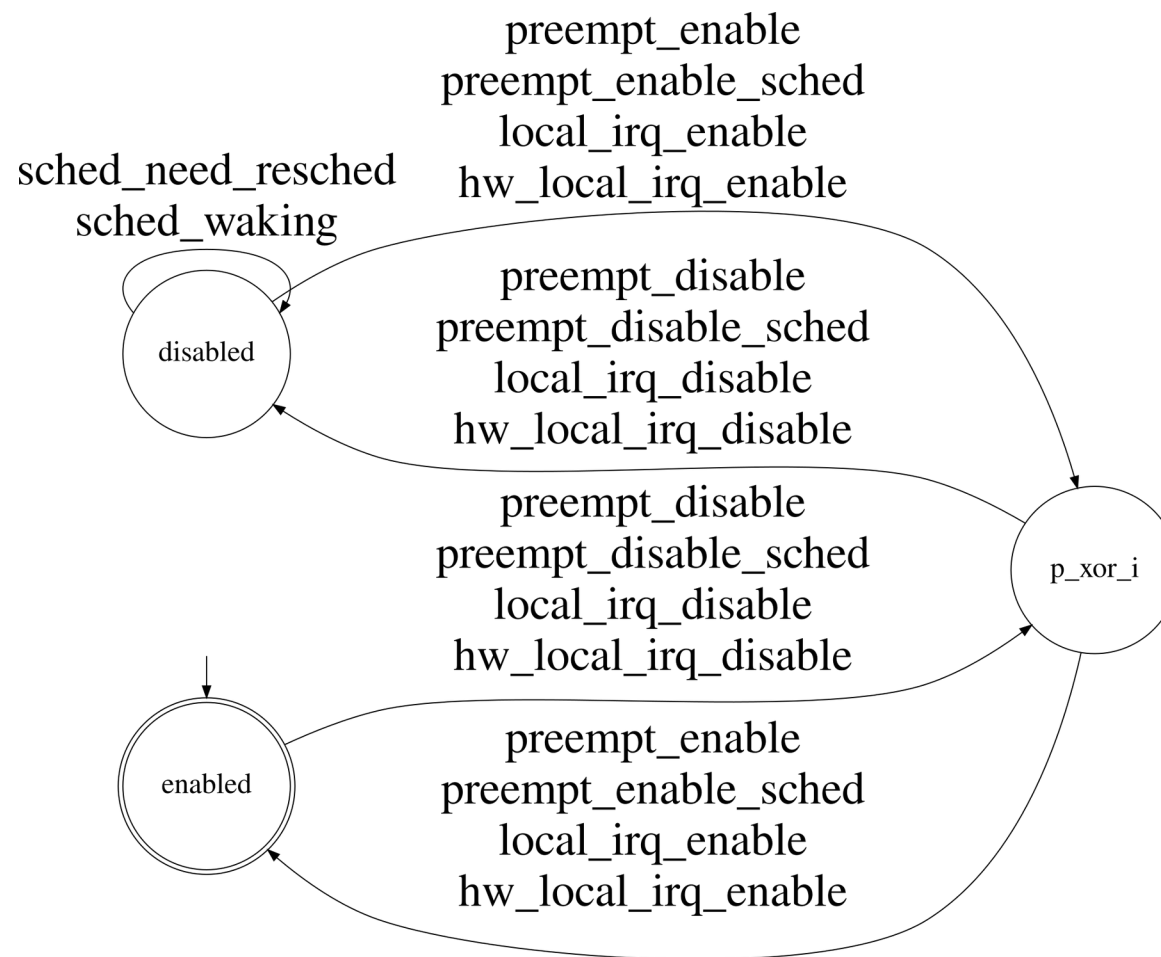 preempt_enable
preempt_enable_sched
local_irq_enable
hw_local_irq_enable
sched_need_resched
sched_waking
disabled
preempt_disable
preempt_disable_sched
local_irq_disable
hw_local_irq_disable
preempt_disable
preempt_disable_sched
local_irq_disable
hw_local_irq_disable
p_xor_i
enabled
preempt_enable
preempt_enable_sched
local_irq_enable
hw_local_irq_enable